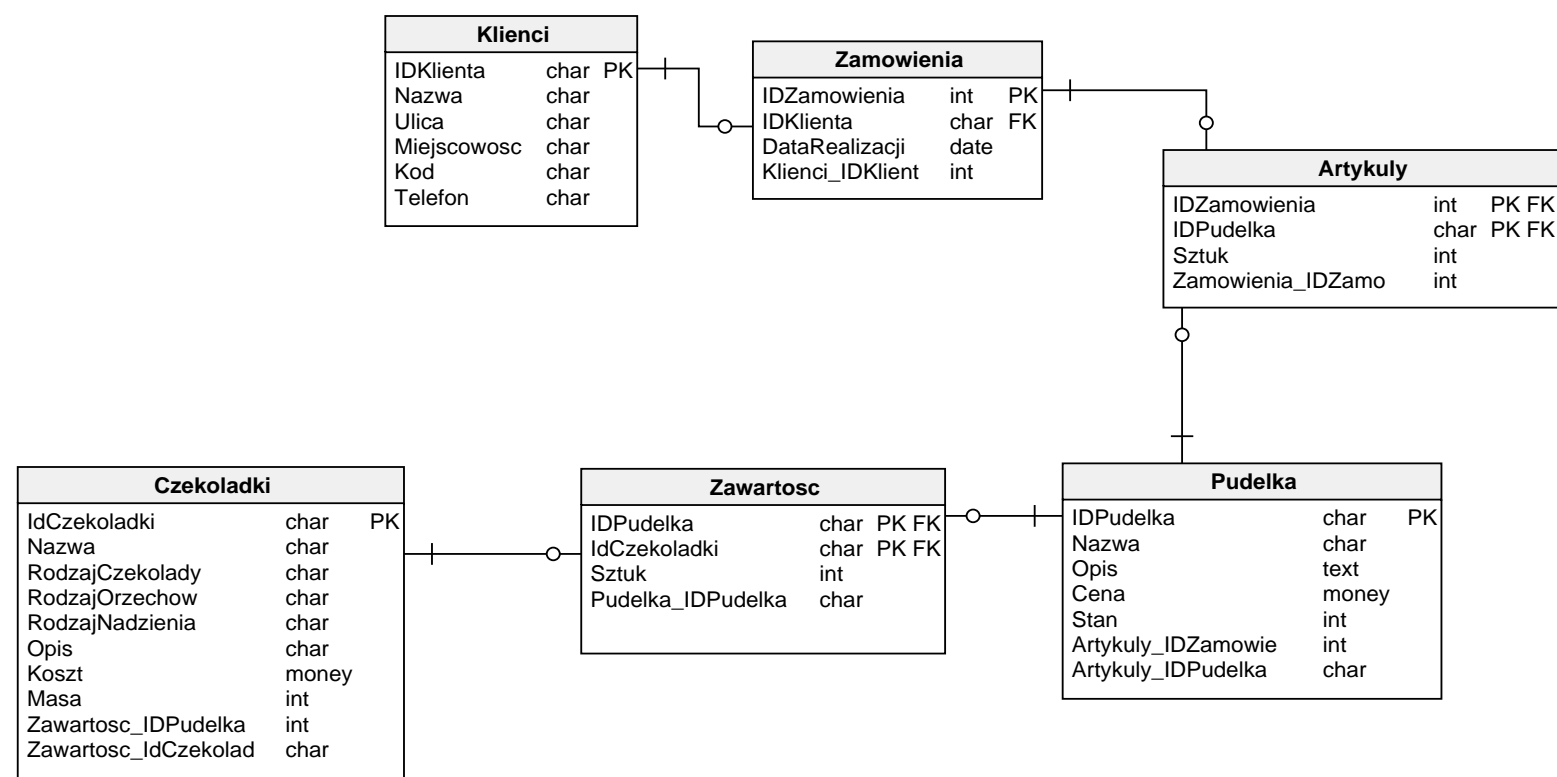 Klienci
IDKlienta char PK
Nazwa char
Ulica char
Miejscowosc char
Kod char
Telefon char
Zamowienia
IDZamowienia int PK
IDKlienta char FK
DataRealizacji date
Klienci_IDKlient int
Artykuly
IDZamowienia int PK FK
IDPudelka char PK FK
Sztuk int
Zamowienia_IDZamo int
Czekoladki
IdCzekoladki char PK
Nazwa char
RodzajCzekolady char
RodzajOrzechow char
RodzajNadzienia char
Opis char
Koszt money
Masa int
Zawartosc_IDPudelka int
Zawartosc_IdCzekolad char
Zawartosc
IDPudelka char PK FK
IdCzekoladki char PK FK
Sztuk int
Pudelka_IDPudelka char
Pudelka
IDPudelka char PK
Nazwa char
Opis text
Cena money
Stan int
Artykuly_IDZamowie int
Artykuly_IDPudelka char